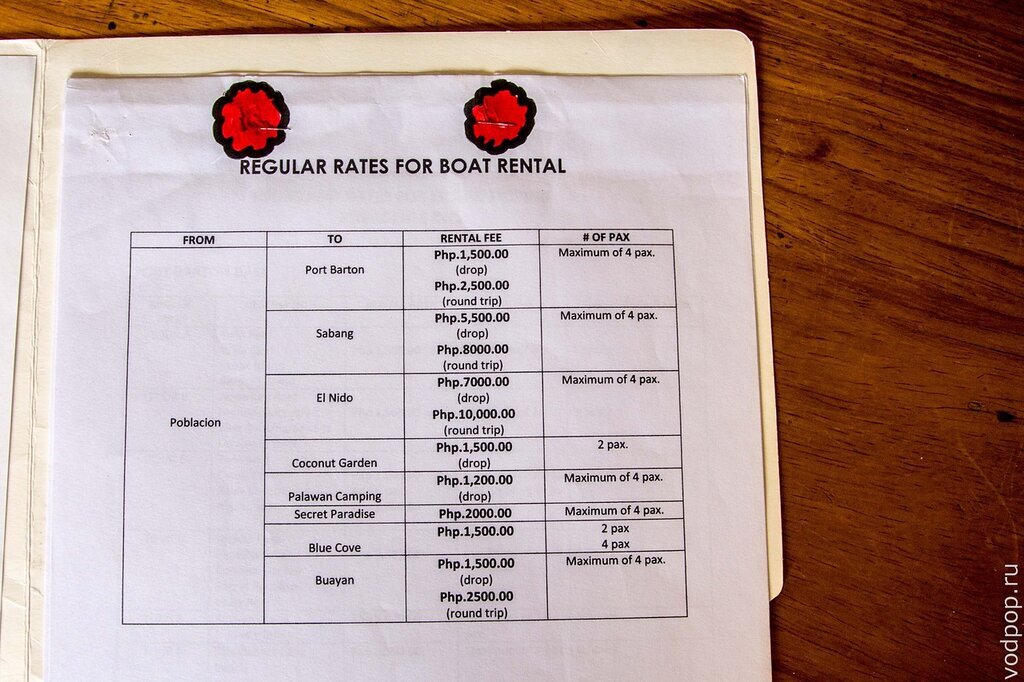 REGULAR RATES FOR BOAT RENTAL
FROM TO RENTAL FEE # OF PAX
Poblacion
Port Barton
Php.1,500.00
(drop)
Php.2,500.00
(round trip)
Maximum of 4 pax.
Sabang
Php.5,500.00
(drop)
Php.8000.00
(round trip)
Maximum of 4 pax.
El Nido
Php.7000.00
(drop)
Php.10,000.00
(round trip)
Maximum of 4 pax.
Coconut Garden
Php.1,500.00
(drop)
2 pax.
Palawan Camping
Php.1,200.00
(drop)
Maximum of 4 pax.
Secret Paradise
Php.2000.00
Maximum of 4 pax.
Blue Cove
Php.1,500.00
2 pax
4 pax
Buayan
Php.1,500.00
(drop)
Php.2500.00
(round trip)
Maximum of 4 pax.
vodpop.ru